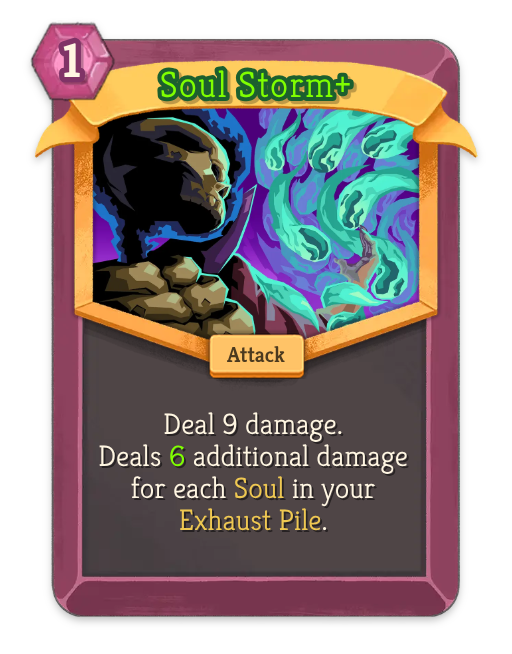 1
Soul Storm+
Attack
Deal 9 damage.
Deals 6 additional damage
for each Soul in your
Exhaust Pile.